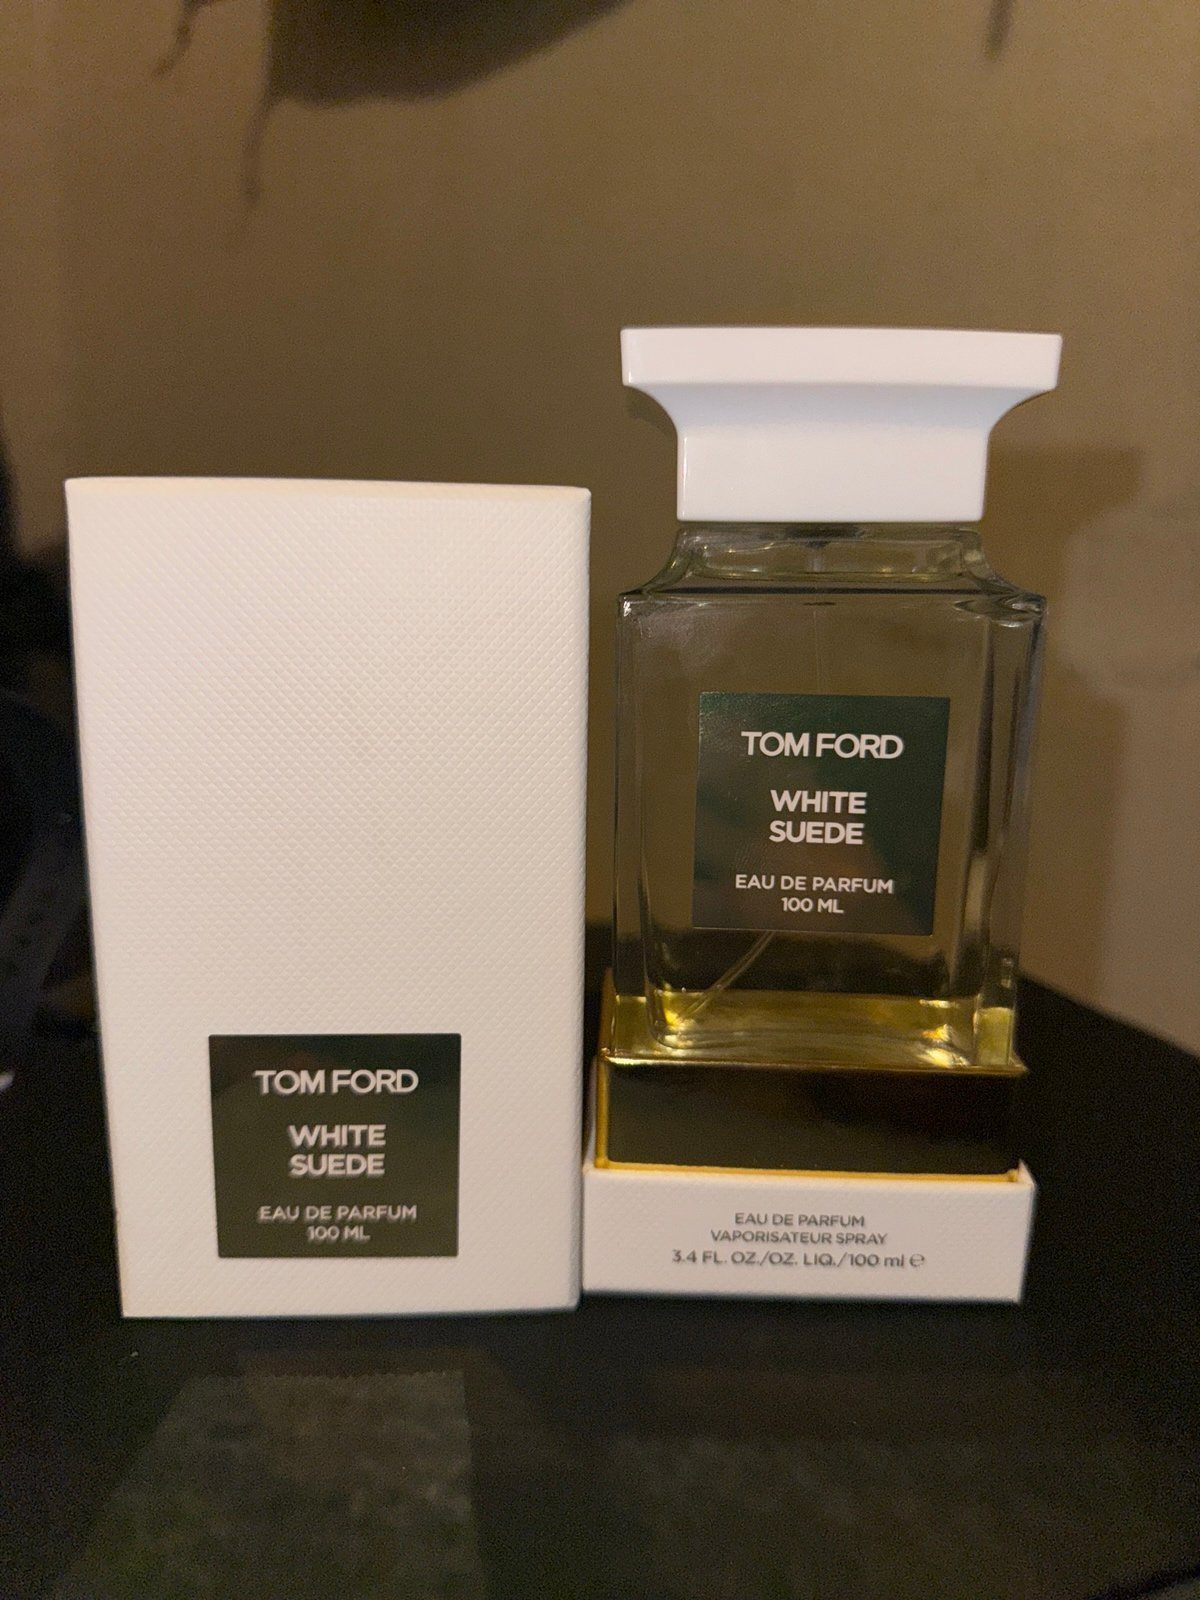 TOM FORD
WHITE
SUEDE
EAU DE PARFUM
100 ML
TOM FORD
WHITE
SUEDE
EAU DE PARFUM
100 ML
EAU DE PARFUM
VAPORISATEUR SPRAY
3.4 FL. OZ./OZ. LIQ./100 ml ℮